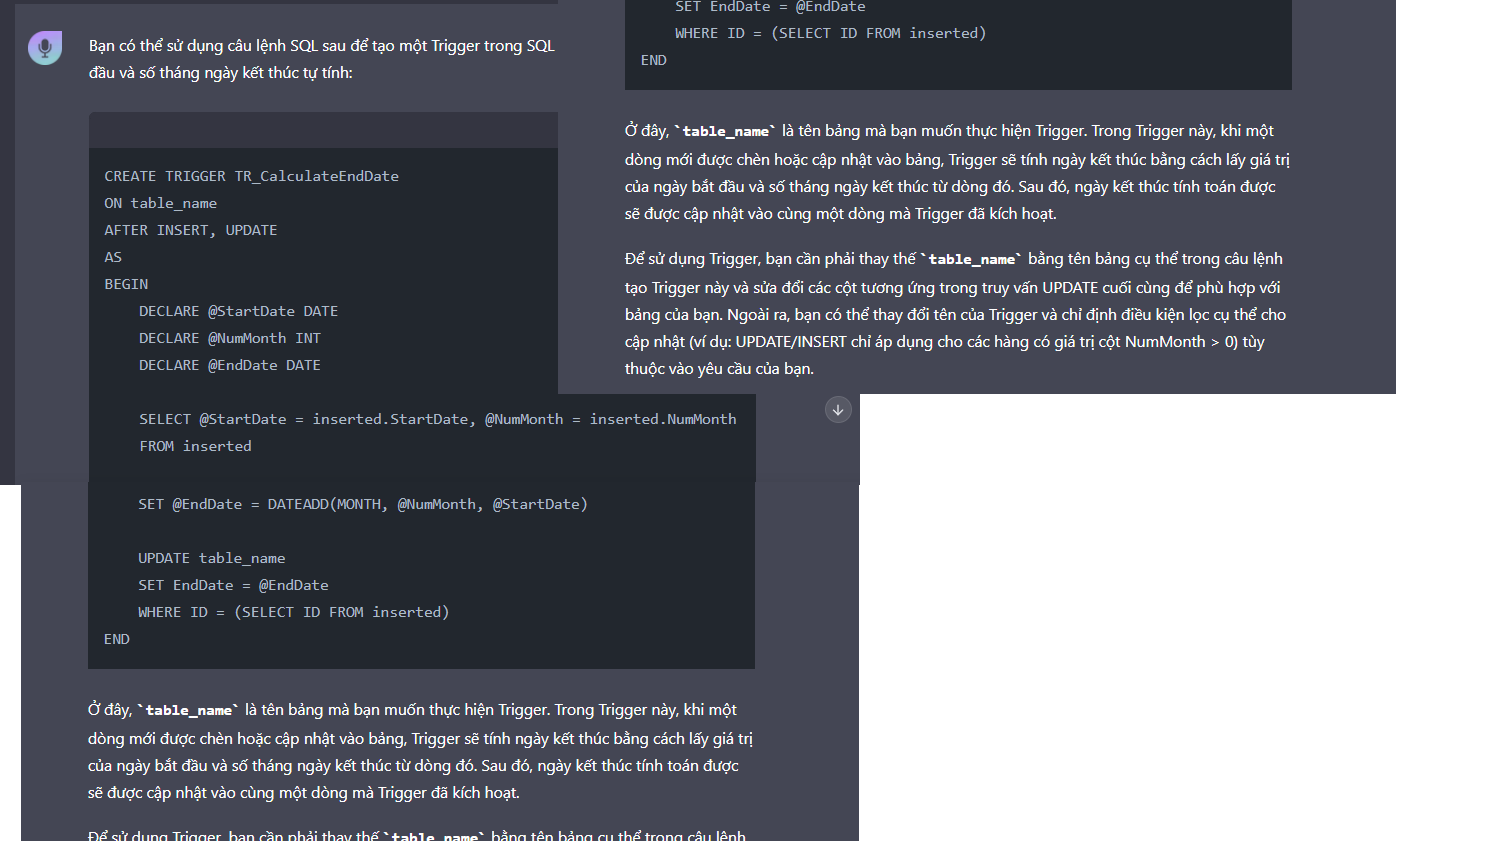 Bạn có thể sử dụng câu lệnh SQL sau để tạo một Trigger trong SQL
đầu và số tháng ngày kết thúc tự tính:
CREATE TRIGGER TR_CalculateEndDate
ON table_name
AFTER INSERT, UPDATE
AS
BEGIN
DECLARE @StartDate DATE
DECLARE @NumMonth INT
DECLARE @EndDate DATE
SELECT @StartDate = inserted.StartDate, @NumMonth = inserted.NumMonth
FROM inserted
SET @EndDate = DATEADD(MONTH, @NumMonth, @StartDate)
UPDATE table_name
SET EndDate = @EndDate
WHERE ID = (SELECT ID FROM inserted)
END
Ở đây, `table_name` là tên bảng mà bạn muốn thực hiện Trigger. Trong Trigger này, khi một
dòng mới được chèn hoặc cập nhật vào bảng, Trigger sẽ tính ngày kết thúc bằng cách lấy giá trị
của ngày bắt đầu và số tháng ngày kết thúc từ dòng đó. Sau đó, ngày kết thúc tính toán được
sẽ được cập nhật vào cùng một dòng mà Trigger đã kích hoạt.
Để sử dụng Trigger, bạn cần phải thay thế `table_name` bằng tên bảng cụ thể trong câu lệnh
SET EndDate = @EndDate
WHERE ID = (SELECT ID FROM inserted)
END
Ở đây, `table_name` là tên bảng mà bạn muốn thực hiện Trigger. Trong Trigger này, khi một
dòng mới được chèn hoặc cập nhật vào bảng, Trigger sẽ tính ngày kết thúc bằng cách lấy giá trị
của ngày bắt đầu và số tháng ngày kết thúc từ dòng đó. Sau đó, ngày kết thúc tính toán được
sẽ được cập nhật vào cùng một dòng mà Trigger đã kích hoạt.
Để sử dụng Trigger, bạn cần phải thay thế `table_name` bằng tên bảng cụ thể trong câu lệnh
tạo Trigger này và sửa đổi các cột tương ứng trong truy vấn UPDATE cuối cùng để phù hợp với
bảng của bạn. Ngoài ra, bạn có thể thay đổi tên của Trigger và chỉ định điều kiện lọc cụ thể cho
cập nhật (ví dụ: UPDATE/INSERT chỉ áp dụng cho các hàng có giá trị cột NumMonth > 0) tùy
thuộc vào yêu cầu của bạn.